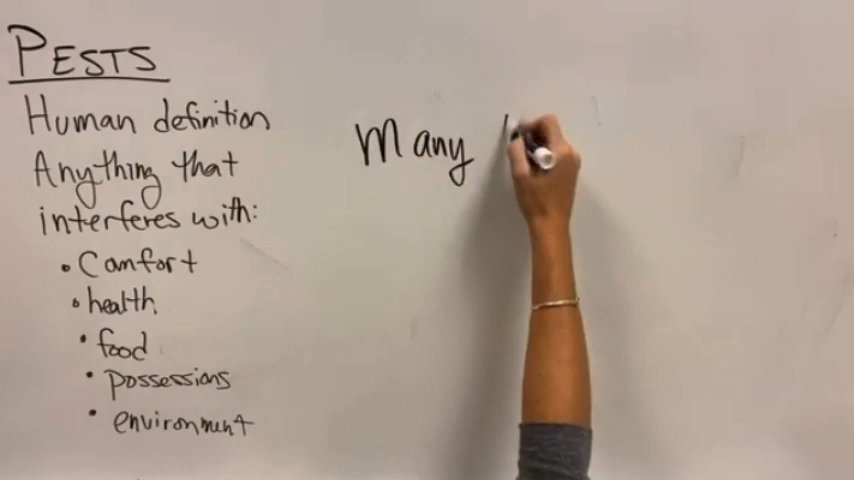 PESTS
Human definition
Anything that
interferes with:
• Comfort
• health
• food
• possessions
• environment
Many